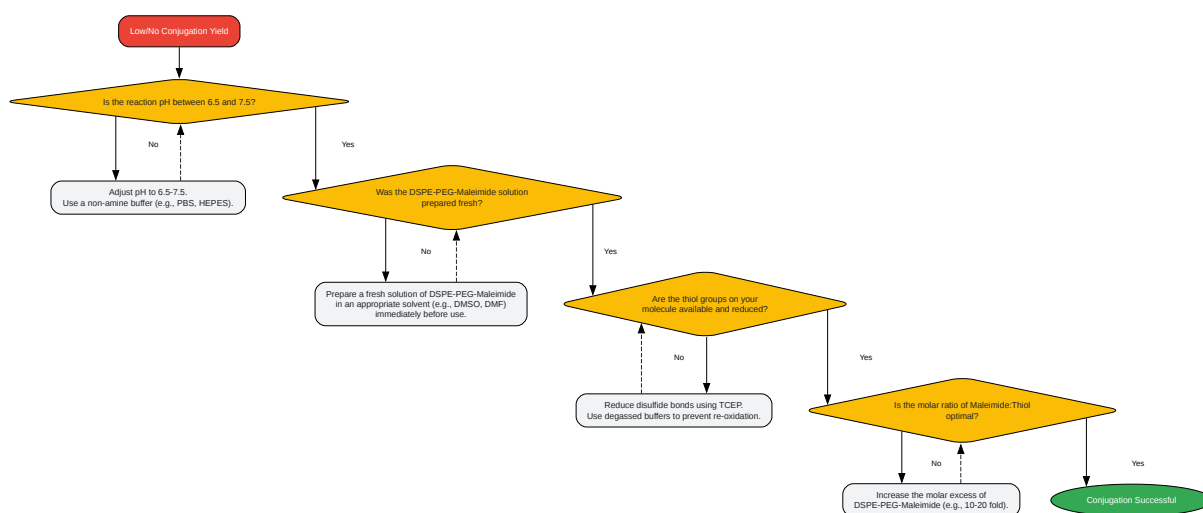 Low/No Conjugation Yield
Is the reaction pH between 6.5 and 7.5?
No
Yes
Adjust pH to 6.5-7.5.
Use a non-amine buffer (e.g., PBS, HEPES).
Was the DSPE-PEG-Maleimide solution
prepared fresh?
No
Yes
Prepare a fresh solution of DSPE-PEG-Maleimide
in an appropriate solvent (e.g., DMSO, DMF)
immediately before use.
Are the thiol groups on your
molecule available and reduced?
No
Yes
Reduce disulfide bonds using TCEP.
Use degassed buffers to prevent re-oxidation.
Is the molar ratio of Maleimide:Thiol
optimal?
No
Yes
Increase the molar excess of
DSPE-PEG-Maleimide (e.g., 10-20 fold).
Conjugation Successful